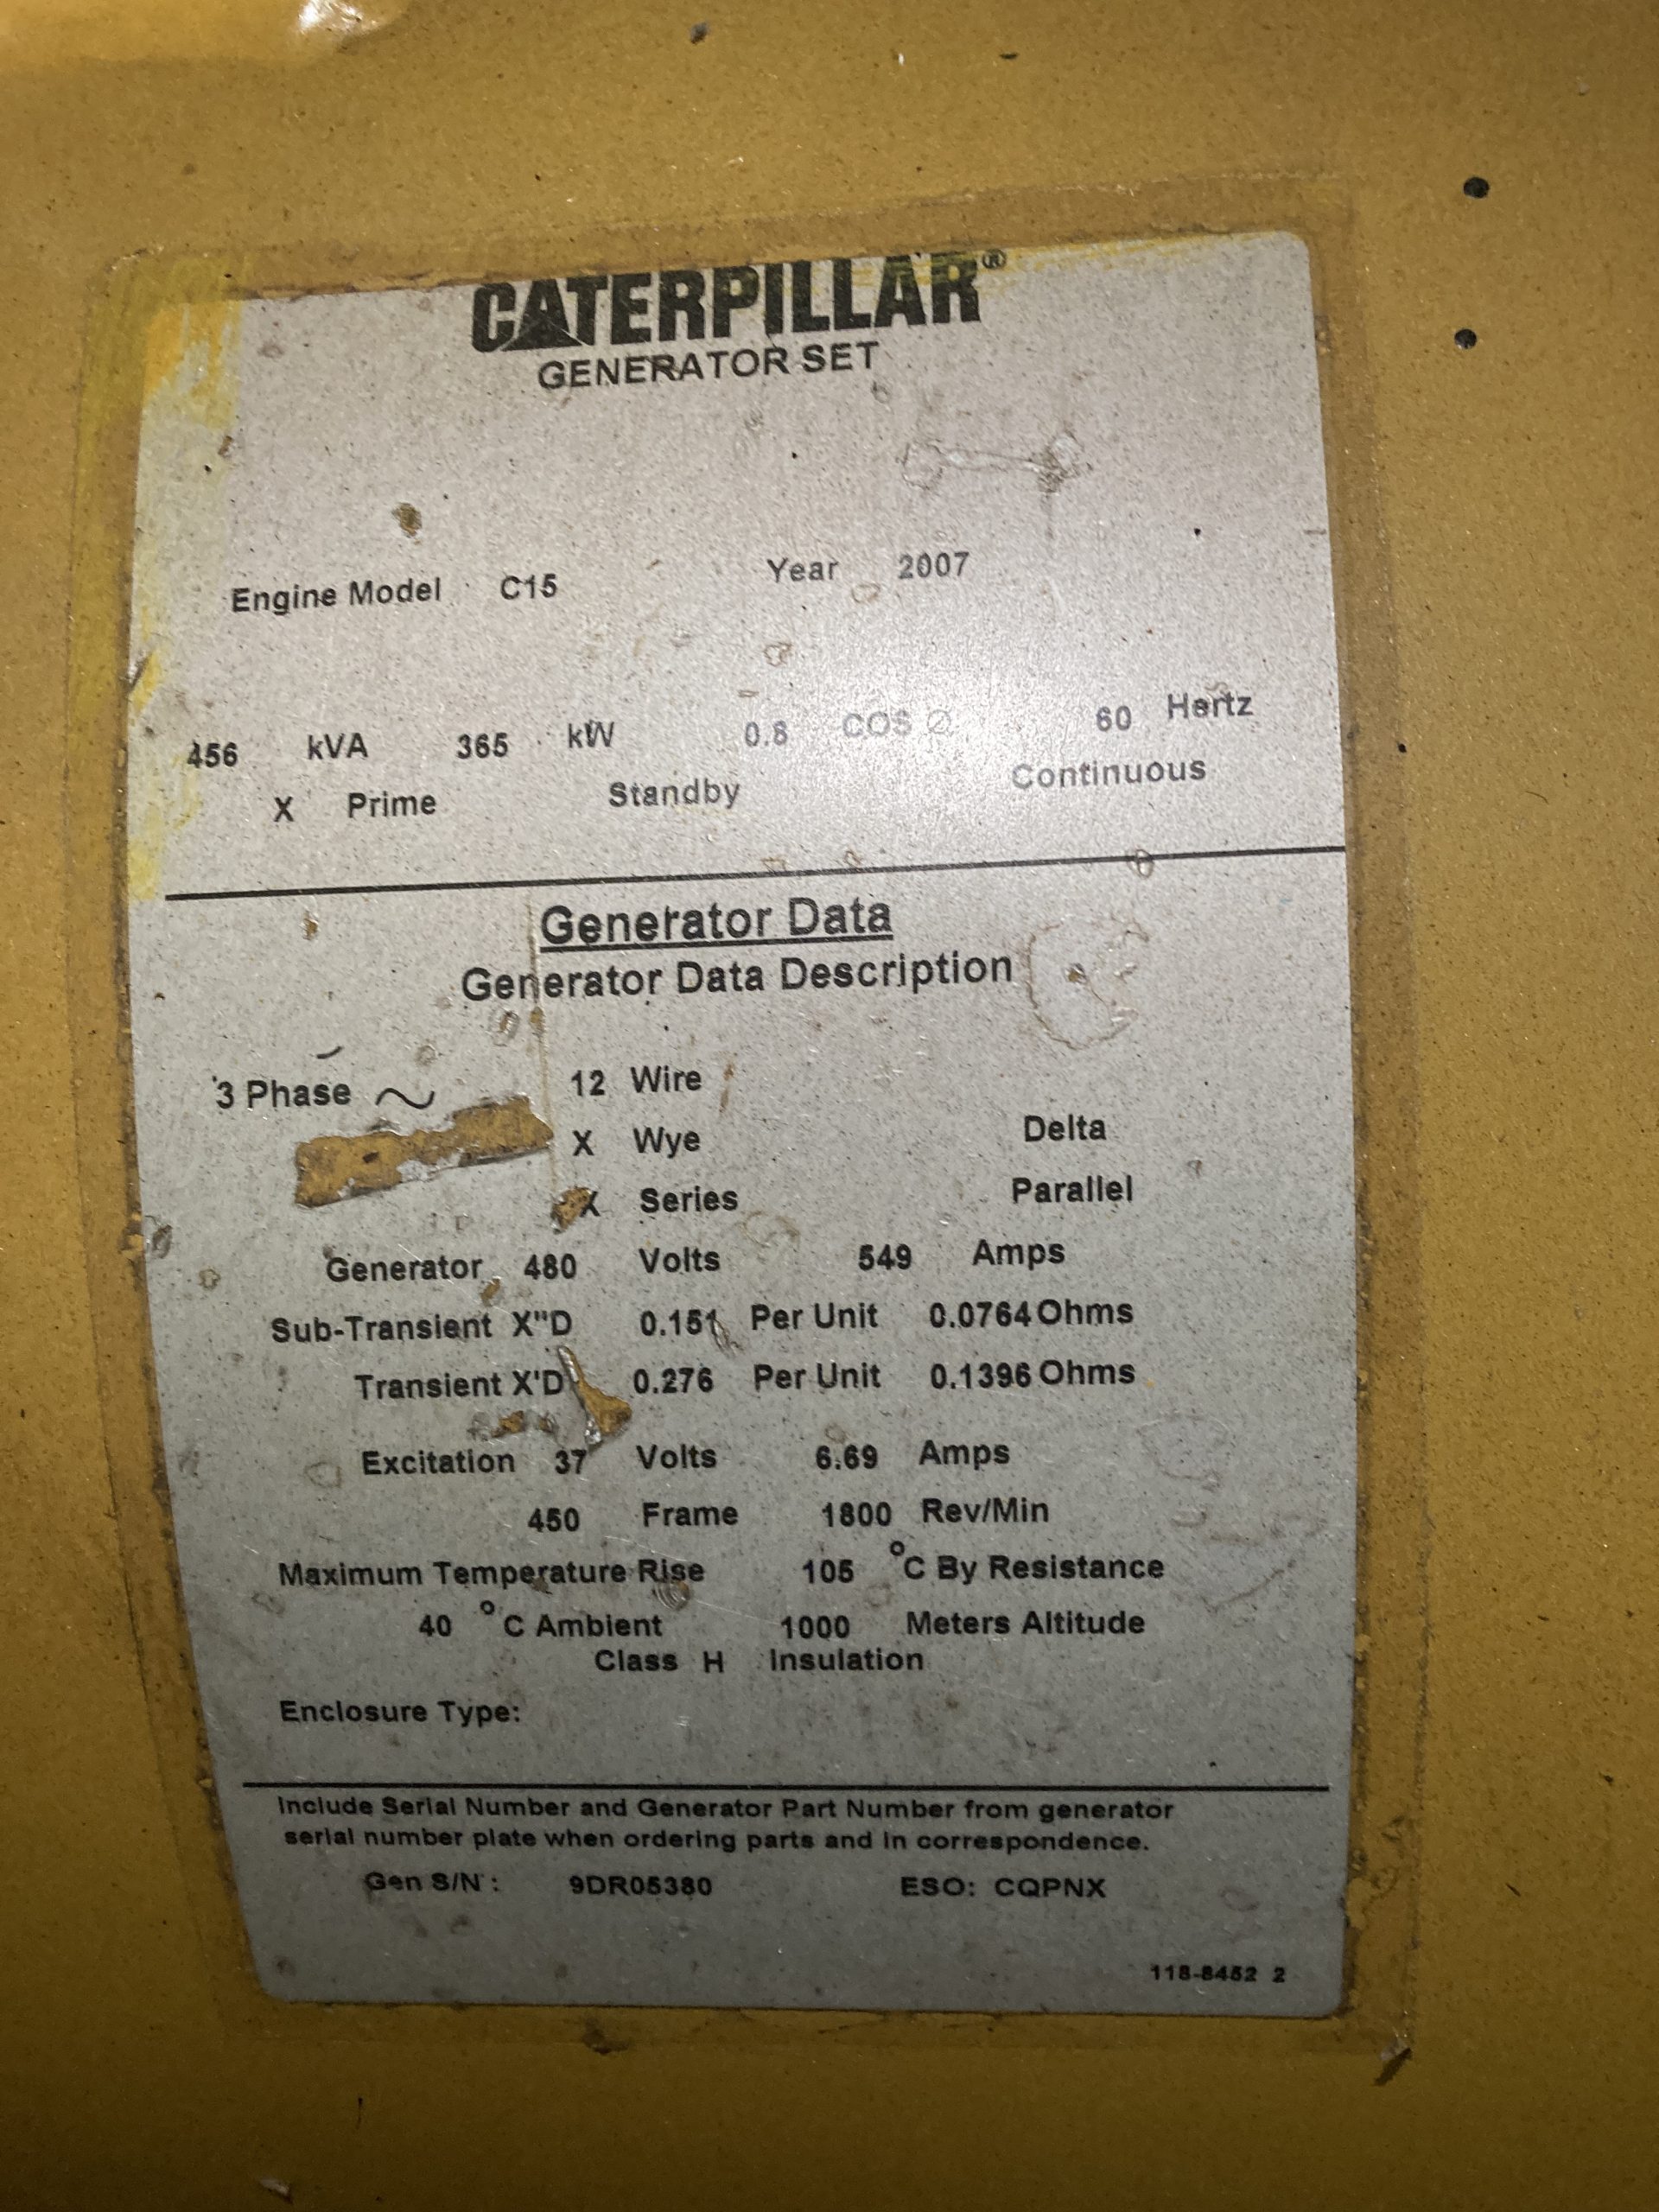 CATERPILLAR®
GENERATOR SET
Engine Model C15 Year 2007
456 kVA 365 kW 0.8 COS Ø 60 Hertz
X Prime Standby Continuous
Generator Data
Generator Data Description
3 Phase ~ 12 Wire
X Wye Delta
X Series Parallel
Generator 480 Volts 549 Amps
Sub-Transient X"D 0.151 Per Unit 0.0764 Ohms
Transient X'D 0.276 Per Unit 0.1396 Ohms
Excitation 37 Volts 6.69 Amps
450 Frame 1800 Rev/Min
Maximum Temperature Rise 105 °C By Resistance
40 °C Ambient 1000 Meters Altitude
Class H Insulation
Enclosure Type:
Include Serial Number and Generator Part Number from generator
serial number plate when ordering parts and in correspondence.
Gen S/N : 9DR05380 ESO: CQPNX
118-8452 2